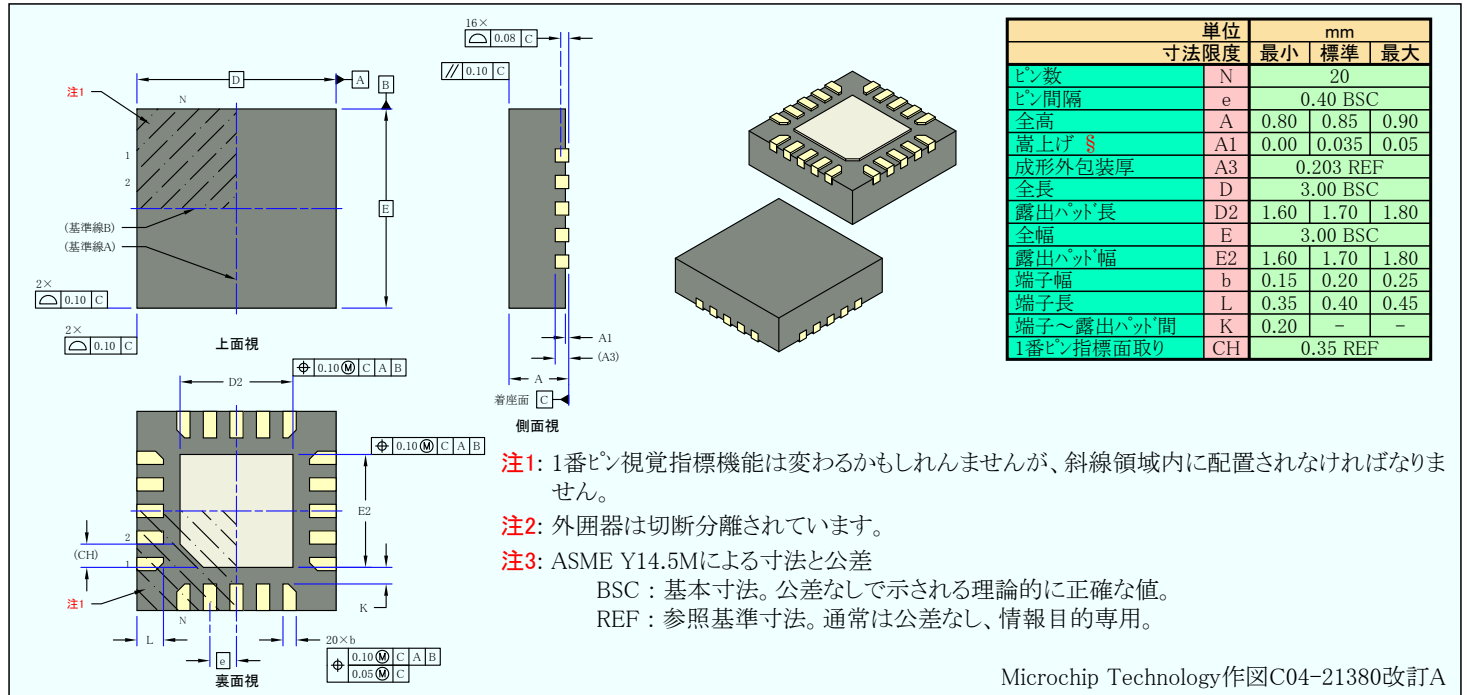 16×
0.08 C
// 0.10 C
D
A
B
注1
N
1
2
E
(基準線B)
(基準線A)
2×
0.10 C
2×
0.10 C
上面視
A1
(A3)
A
着座面 C
側面視
単位 mm
寸法限度 最小 標準 最大
ピン数 N 20
ピン間隔 e 0.40 BSC
全高 A 0.80 0.85 0.90
嵩上げ § A1 0.00 0.035 0.05
成形外包装厚 A3 0.203 REF
全長 D 3.00 BSC
露出パッド長 D2 1.60 1.70 1.80
全幅 E 3.00 BSC
露出パッド幅 E2 1.60 1.70 1.80
端子幅 b 0.15 0.20 0.25
端子長 L 0.35 0.40 0.45
端子～露出パッド間 K 0.20 - -
1番ピン指標面取り CH 0.35 REF
⌖ 0.10 Ⓜ C A B
D2
⌖ 0.10 Ⓜ C A B
E2
2
(CH)
1
注1
N
K
L
e
20×b
⌖ 0.10 Ⓜ C A B
0.05 Ⓜ C
裏面視
注1: 1番ピン視覚指標機能は変わるかもしれんませんが、斜線領域内に配置されなければなりま
せん。
注2: 外囲器は切断分離されています。
注3: ASME Y14.5Mによる寸法と公差
BSC : 基本寸法。公差なしで示される理論的に正確な値。
REF : 参照基準寸法。通常は公差なし、情報目的専用。
Microchip Technology作図C04-21380改訂A